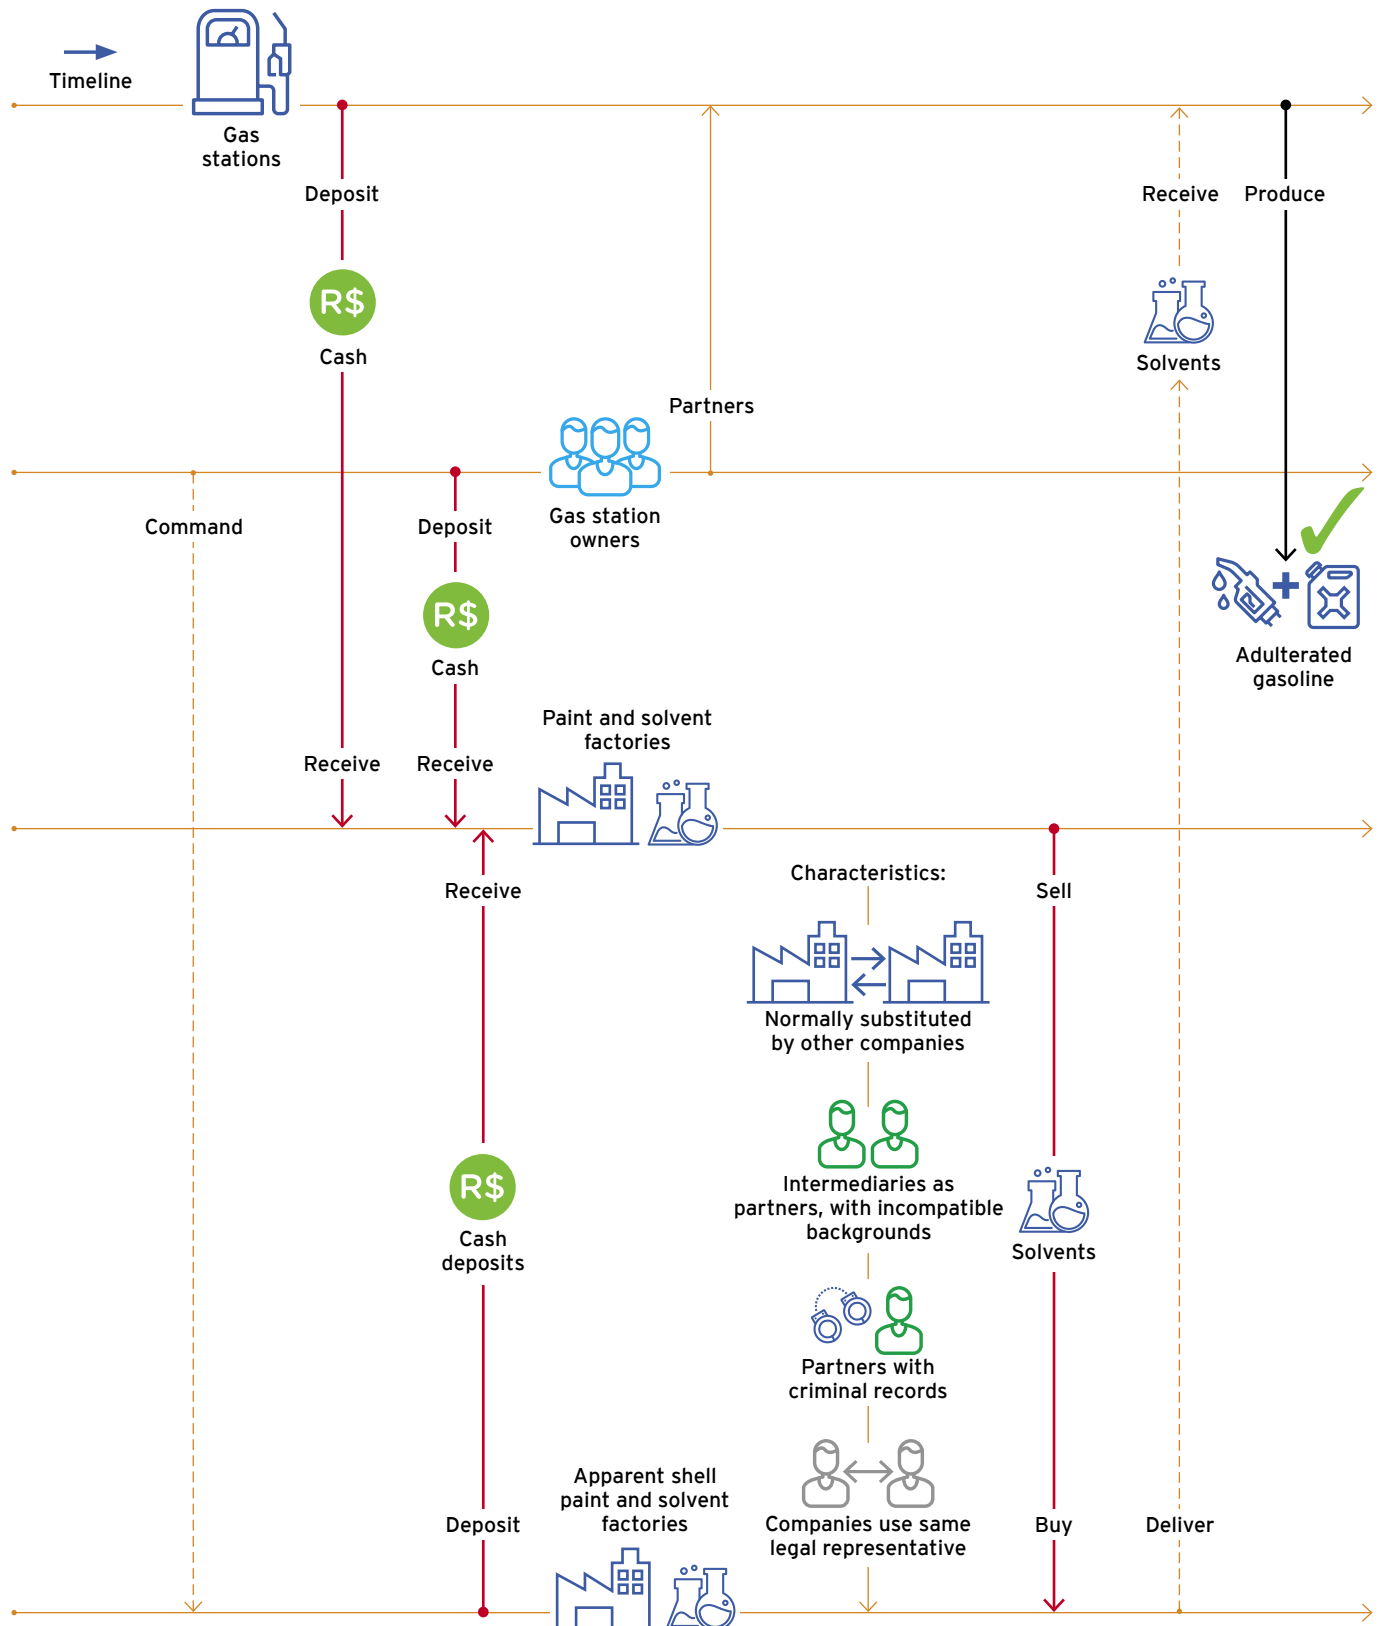 Timeline
Gas
stations
Deposit
Receive
Produce
R$
Cash
Solvents
Partners
Command
Deposit
Gas station
owners
R$
Cash
Adulterated
gasoline
Paint and solvent
factories
Receive
Receive
Characteristics:
Receive
Sell
Normally substituted
by other companies
Intermediaries as
partners, with incompatible
backgrounds
R$
Cash
deposits
Solvents
Partners with
criminal records
Apparent shell
paint and solvent
factories
Deposit
Companies use same
legal representative
Buy
Deliver